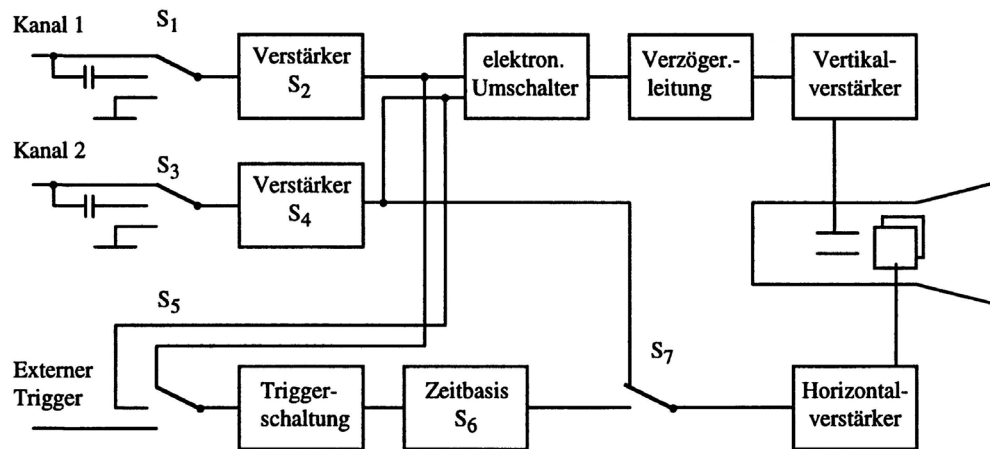 Kanal 1
S1
Verstärker
S2
elektron.
Umschalter
Verzöger.-
leitung
Vertikal-
verstärker
Kanal 2
S3
Verstärker
S4
S5
Externer
Trigger
Trigger-
schaltung
Zeitbasis
S6
S7
Horizontal-
verstärker